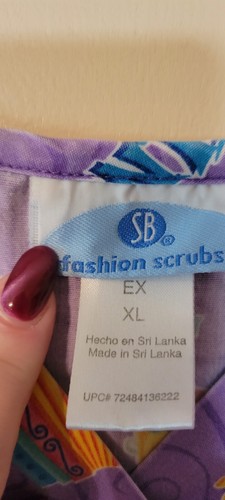 SB®
fashion scrubs
EX
XL
Hecho en Sri Lanka
Made in Sri Lanka
UPC# 72484136222